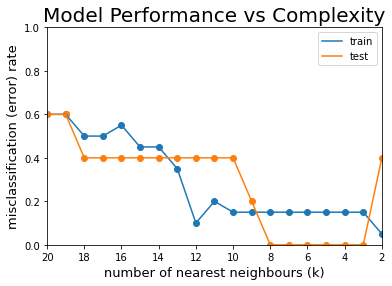 Model Performance vs Complexity
train
test
misclassification (error) rate
1.0
0.8
0.6
0.4
0.2
0.0
20 18 16 14 12 10 8 6 4 2
number of nearest neighbours (k)